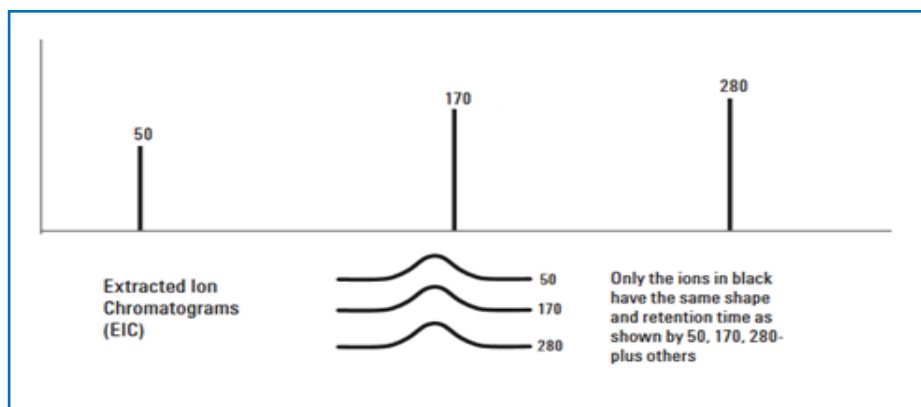 280
170
50
Extracted Ion
Chromatograms
(EIC)
50
170
280
Only the ions in black
have the same shape
and retention time as
shown by 50, 170, 280-
plus others